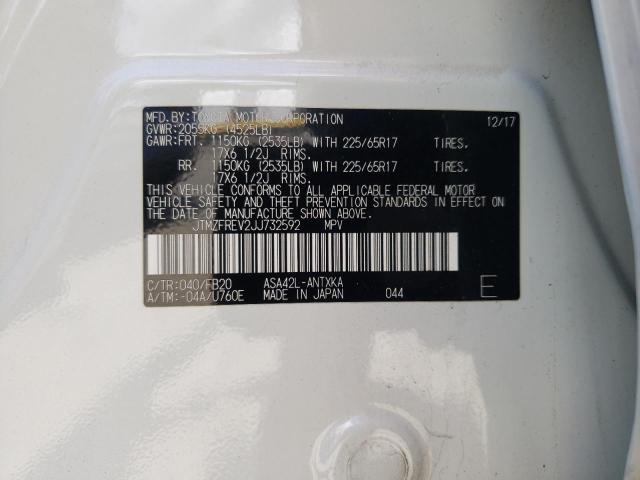 MFD. BY: TOYOTA MOTOR CORPORATION 12/17
GVWR: 2055KG (4525LB)
GAWR: FRT. 1150KG (2535LB) WITH 225/65R17 TIRES,
17X6 1/2J RIMS.
RR. 1150KG (2535LB) WITH 225/65R17 TIRES,
17X6 1/2J RIMS.
THIS VEHICLE CONFORMS TO ALL APPLICABLE FEDERAL MOTOR
VEHICLE SAFETY AND THEFT PREVENTION STANDARDS IN EFFECT ON
THE DATE OF MANUFACTURE SHOWN ABOVE.
JTMZFREV2JJ732592 MPV
C/TR: 040/FB20 ASA42L-ANTXKA
A/TM: -04A/U760E MADE IN JAPAN 044 E